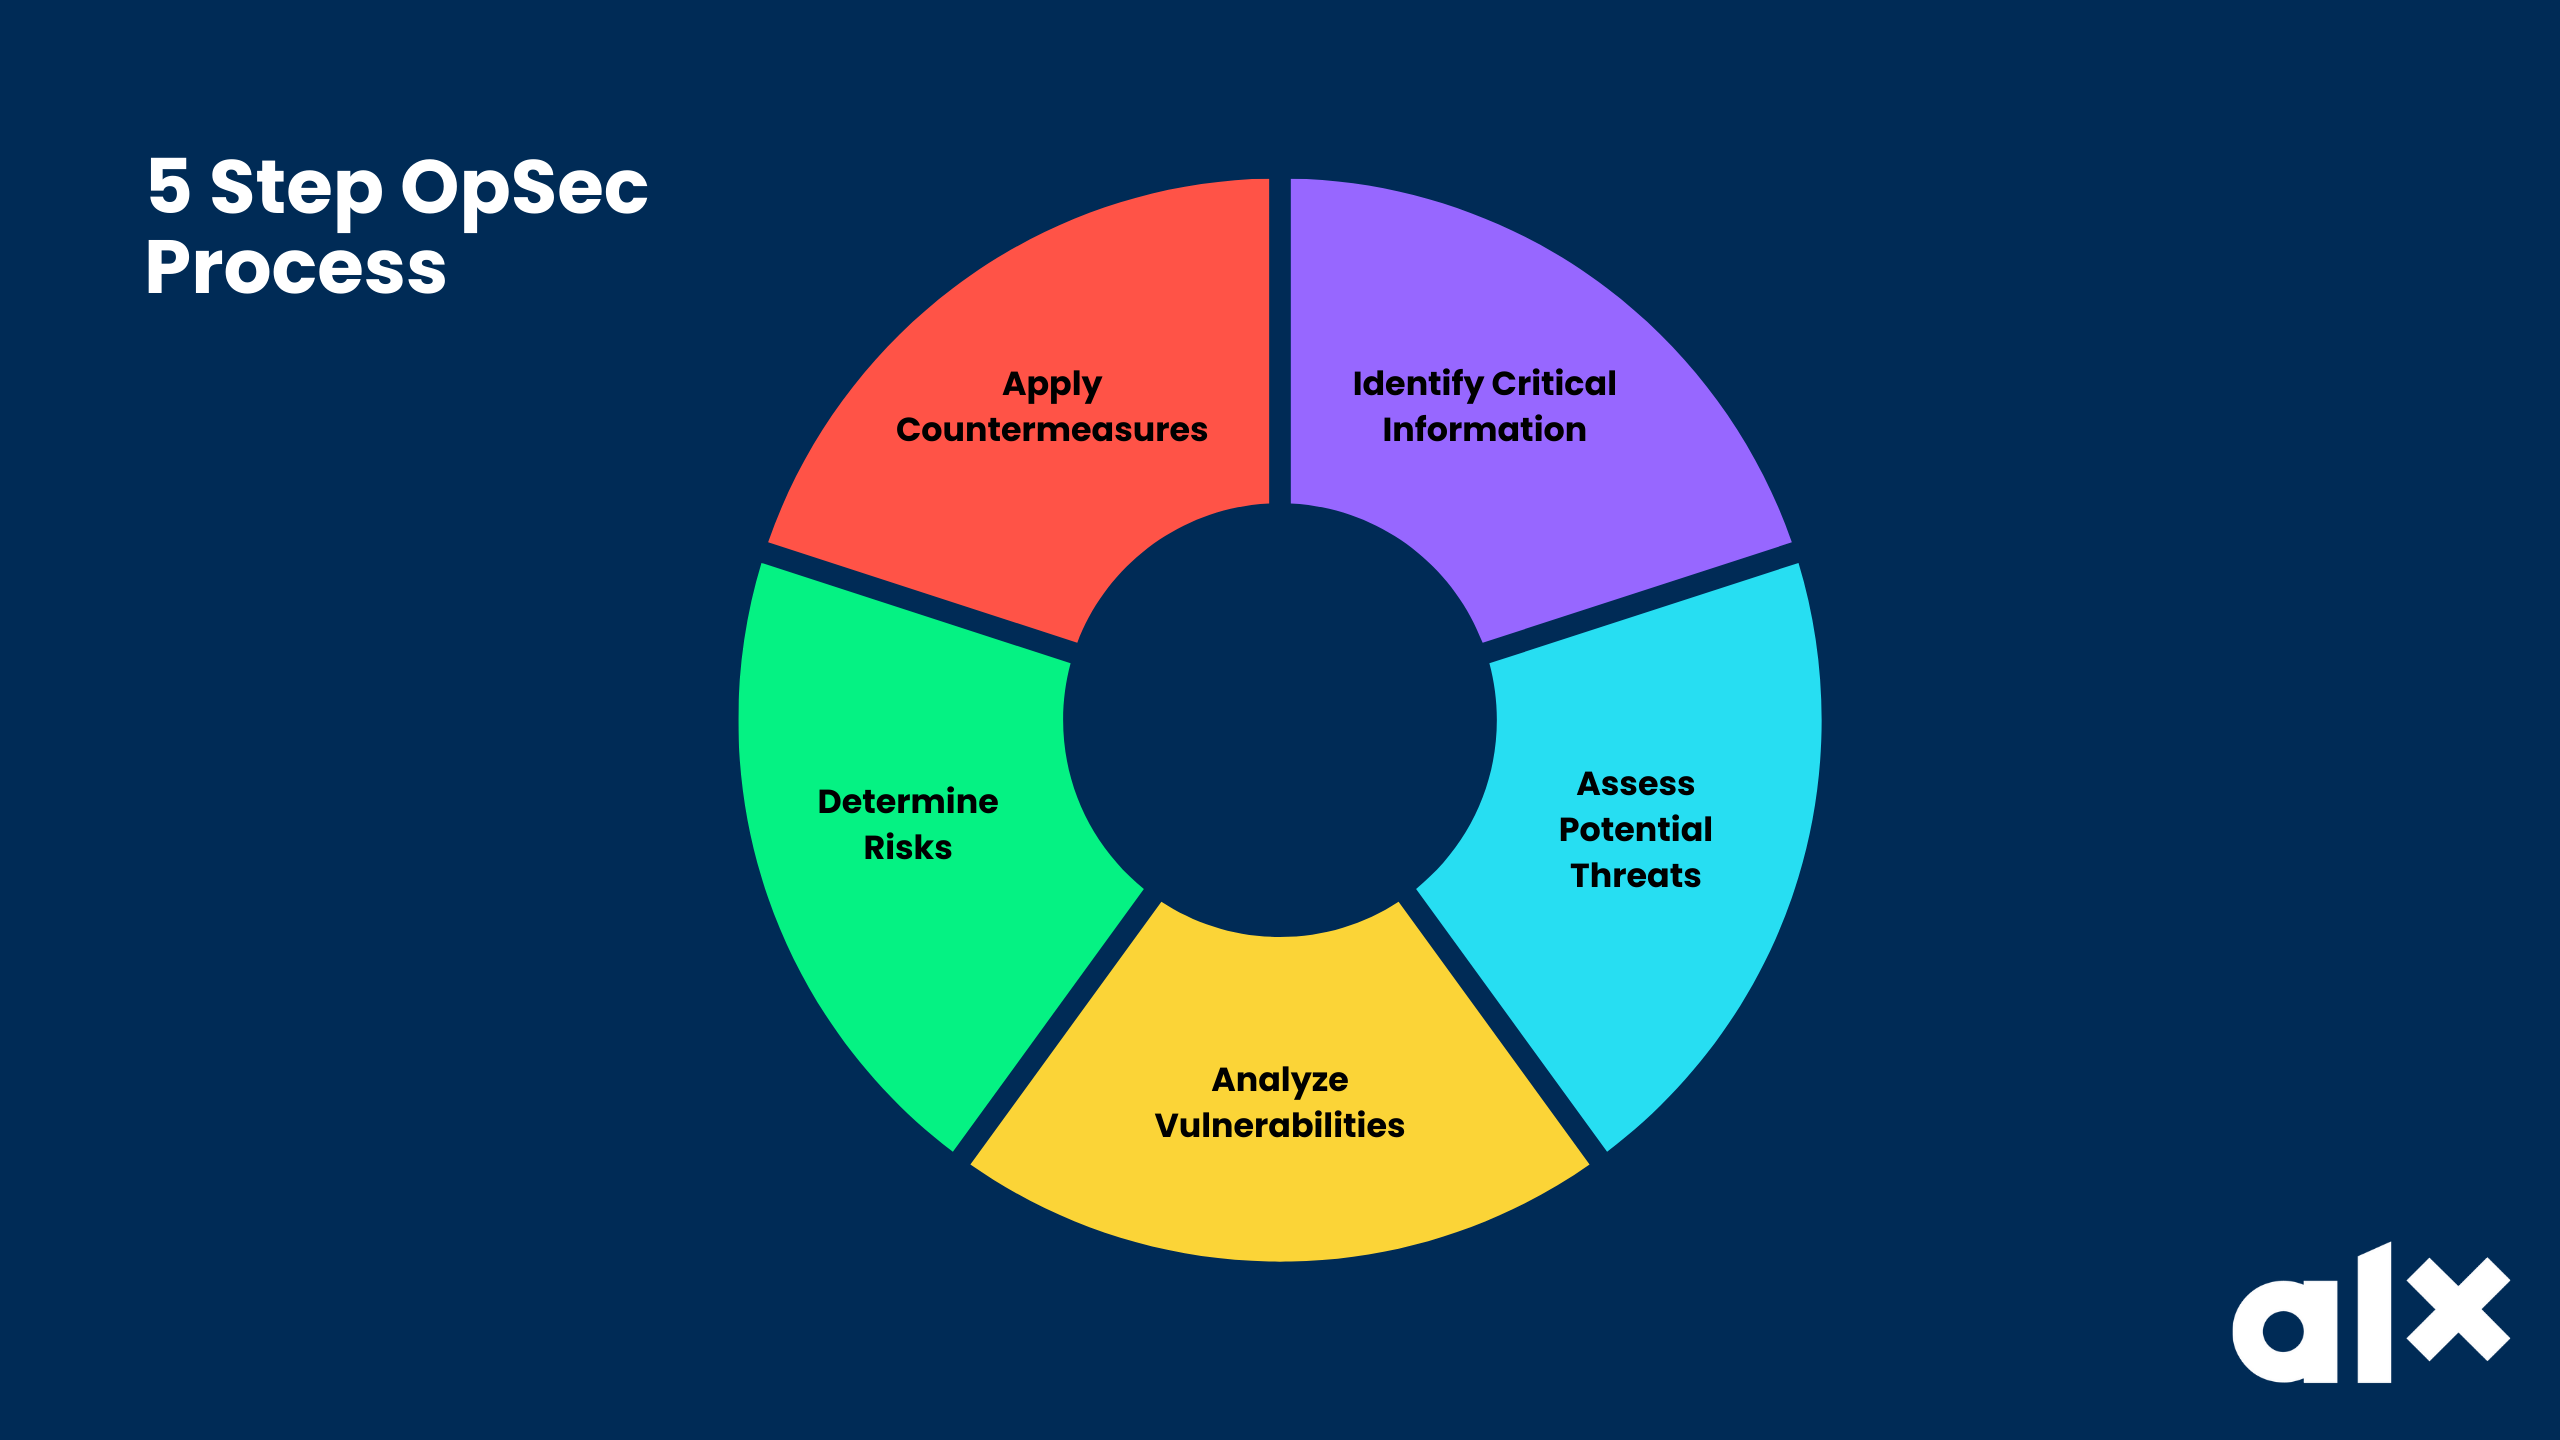 5 Step OpSec
Process
Identify Critical
Information
Assess
Potential
Threats
Analyze
Vulnerabilities
Determine
Risks
Apply
Countermeasures
alx